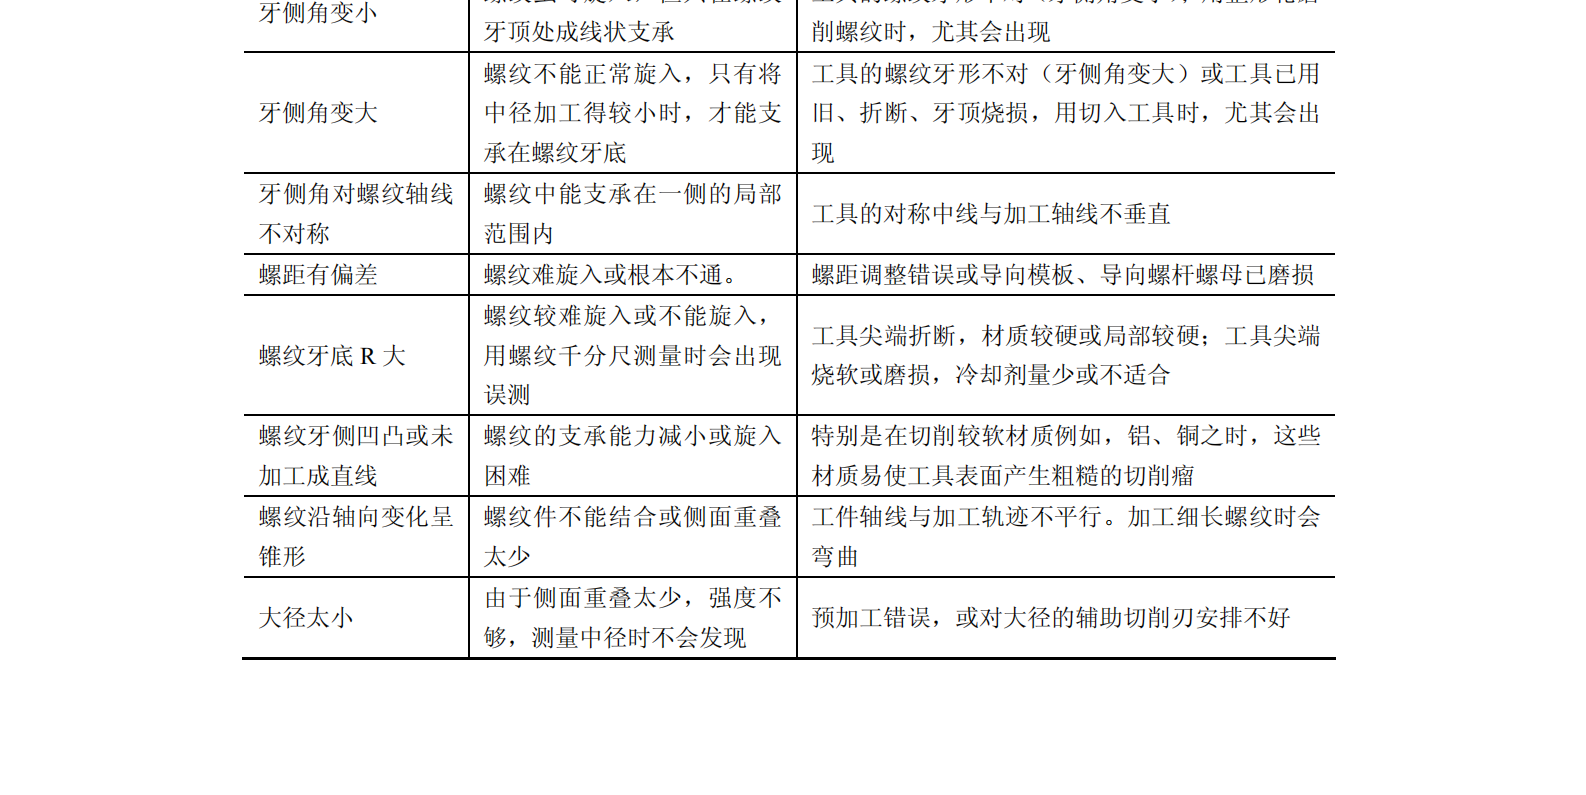 牙侧角变小
牙顶处成线状支承
削螺纹时，尤其会出现
牙侧角变大
螺纹不能正常旋入，只有将
中径加工得较小时，才能支
承在螺纹牙底
工具的螺纹牙形不对（牙侧角变大）或工具已用
旧、折断、牙顶烧损，用切入工具时，尤其会出
现
牙侧角对螺纹轴线
不对称
螺纹中能支承在一侧的局部
范围内
工具的对称中线与加工轴线不垂直
螺距有偏差
螺纹难旋入或根本不通。
螺距调整错误或导向模板、导向螺杆螺母已磨损
螺纹牙底 R 大
螺纹较难旋入或不能旋入，
用螺纹千分尺测量时会出现
误测
工具尖端折断，材质较硬或局部较硬；工具尖端
烧软或磨损，冷却剂量少或不适合
螺纹牙侧凹凸或未
加工成直线
螺纹的支承能力减小或旋入
困难
特别是在切削较软材质例如，铝、铜之时，这些
材质易使工具表面产生粗糙的切削瘤
螺纹沿轴向变化呈
锥形
螺纹件不能结合或侧面重叠
太少
工件轴线与加工轨迹不平行。加工细长螺纹时会
弯曲
大径太小
由于侧面重叠太少，强度不
够，测量中径时不会发现
预加工错误，或对大径的辅助切削刃安排不好